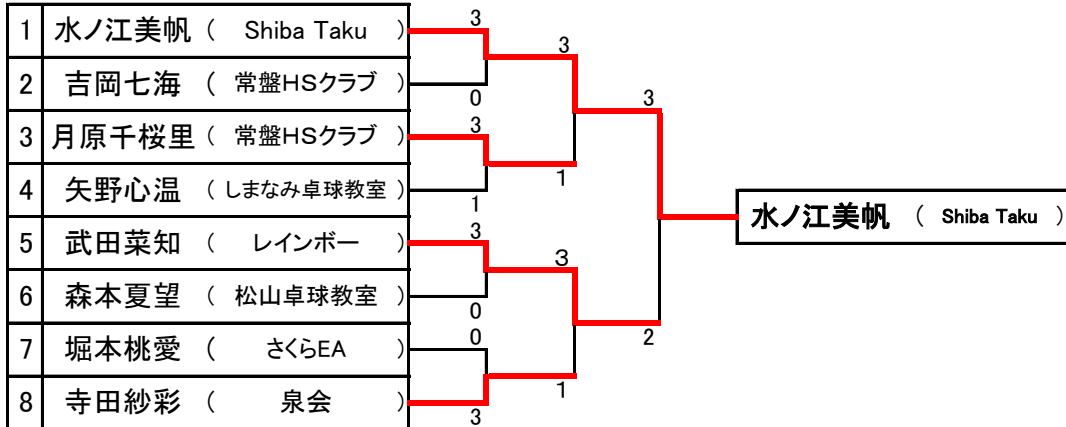 1 水ノ江美帆 ( Shiba Taku ) 3
3
2 吉岡七海 ( 常盤HSクラブ ) 0
3
3 月原千桜里 ( 常盤HSクラブ ) 3
1
4 矢野心温 ( しまなみ卓球教室 ) 1
水ノ江美帆 ( Shiba Taku )
5 武田菜知 ( レインボー ) 3
3
6 森本夏望 ( 松山卓球教室 ) 0
2
7 堀本桃愛 ( さくらEA ) 0
1
8 寺田紗彩 ( 泉会 ) 3